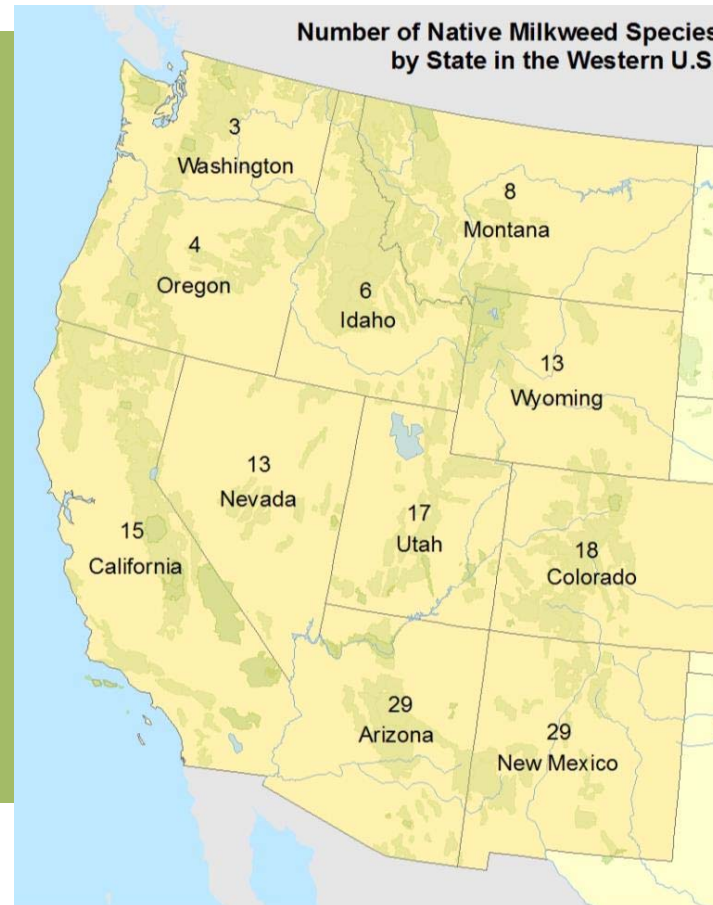 Number of Native Milkweed Species
by State in the Western U.S
3
Washington
8
Montana
4
Oregon
6
Idaho
13
Wyoming
13
Nevada
17
Utah
15
California
18
Colorado
29
Arizona
29
New Mexico